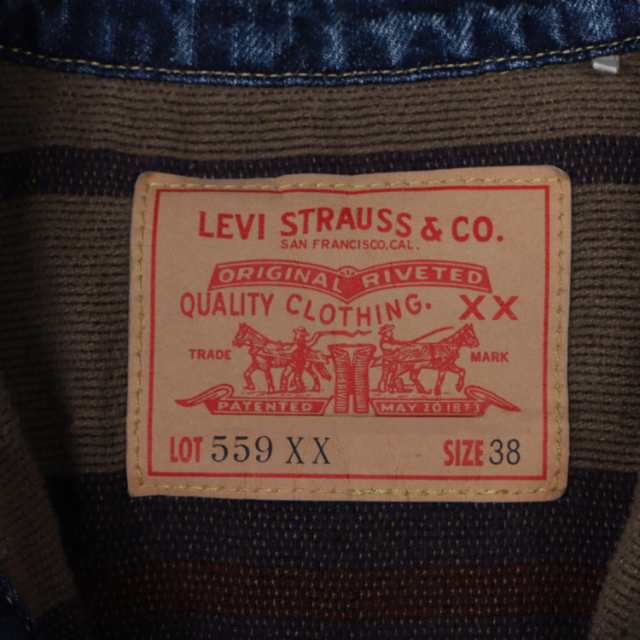 LEVI STRAUSS & CO.
SAN FRANCISCO, CAL.
ORIGINAL RIVETED
QUALITY CLOTHING. XX
TRADE MARK
PATENTED MAY 20 1873
LOT 559 XX SIZE 38